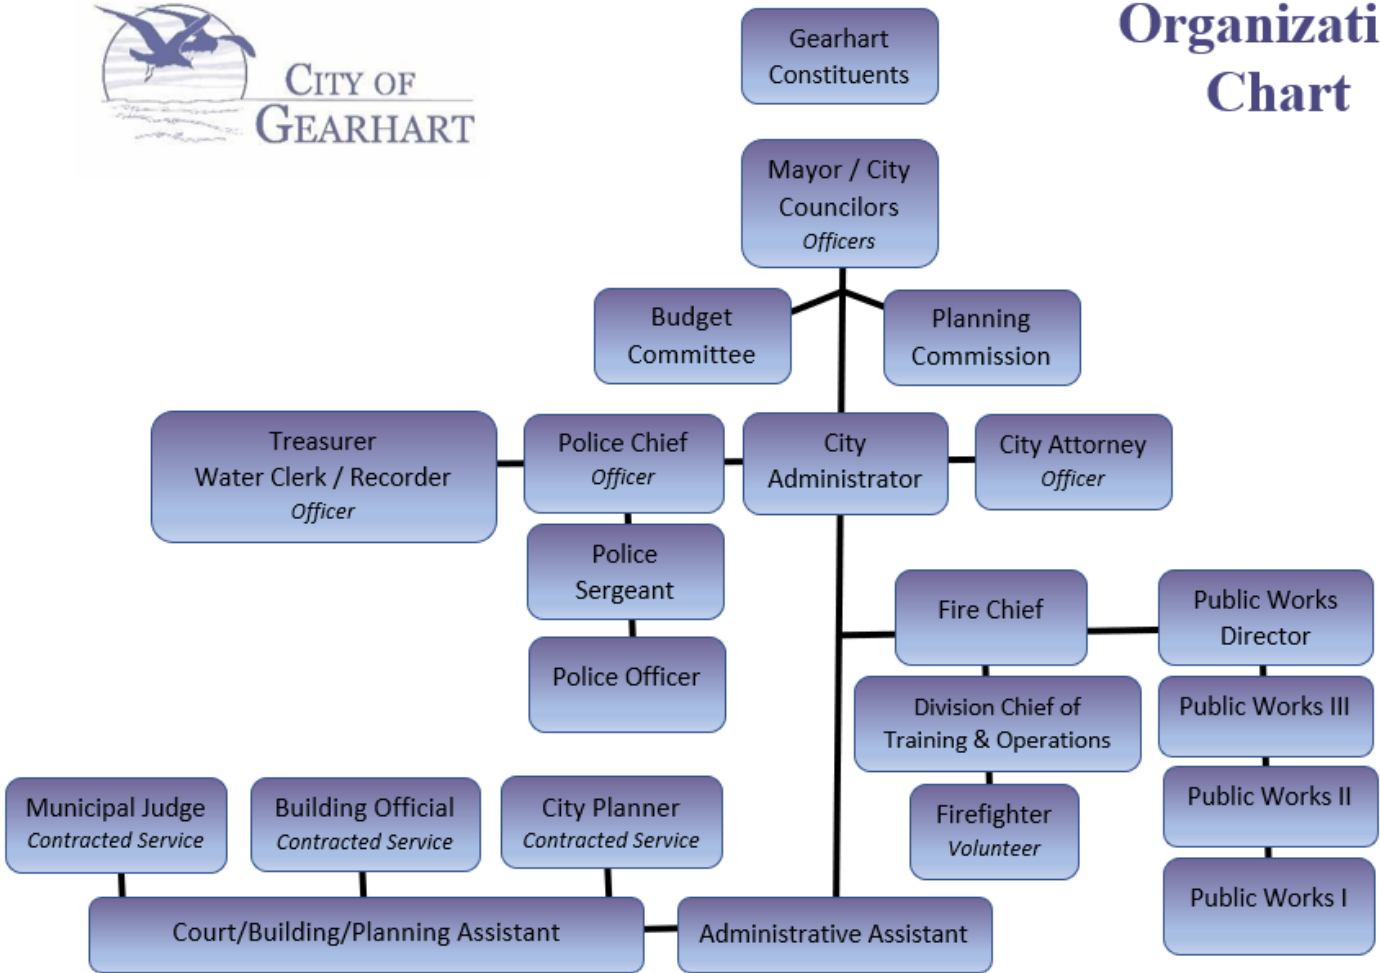 CITY OF
GEARHART
Organizati
Chart
Gearhart
Constituents
Mayor / City
Councilors
Officers
Budget
Committee
Planning
Commission
Treasurer
Water Clerk / Recorder
Officer
Police Chief
Officer
City
Administrator
City Attorney
Officer
Police
Sergeant
Police Officer
Fire Chief
Public Works
Director
Division Chief of
Training & Operations
Public Works III
Firefighter
Volunteer
Public Works II
Public Works I
Municipal Judge
Contracted Service
Building Official
Contracted Service
City Planner
Contracted Service
Court/Building/Planning Assistant
Administrative Assistant